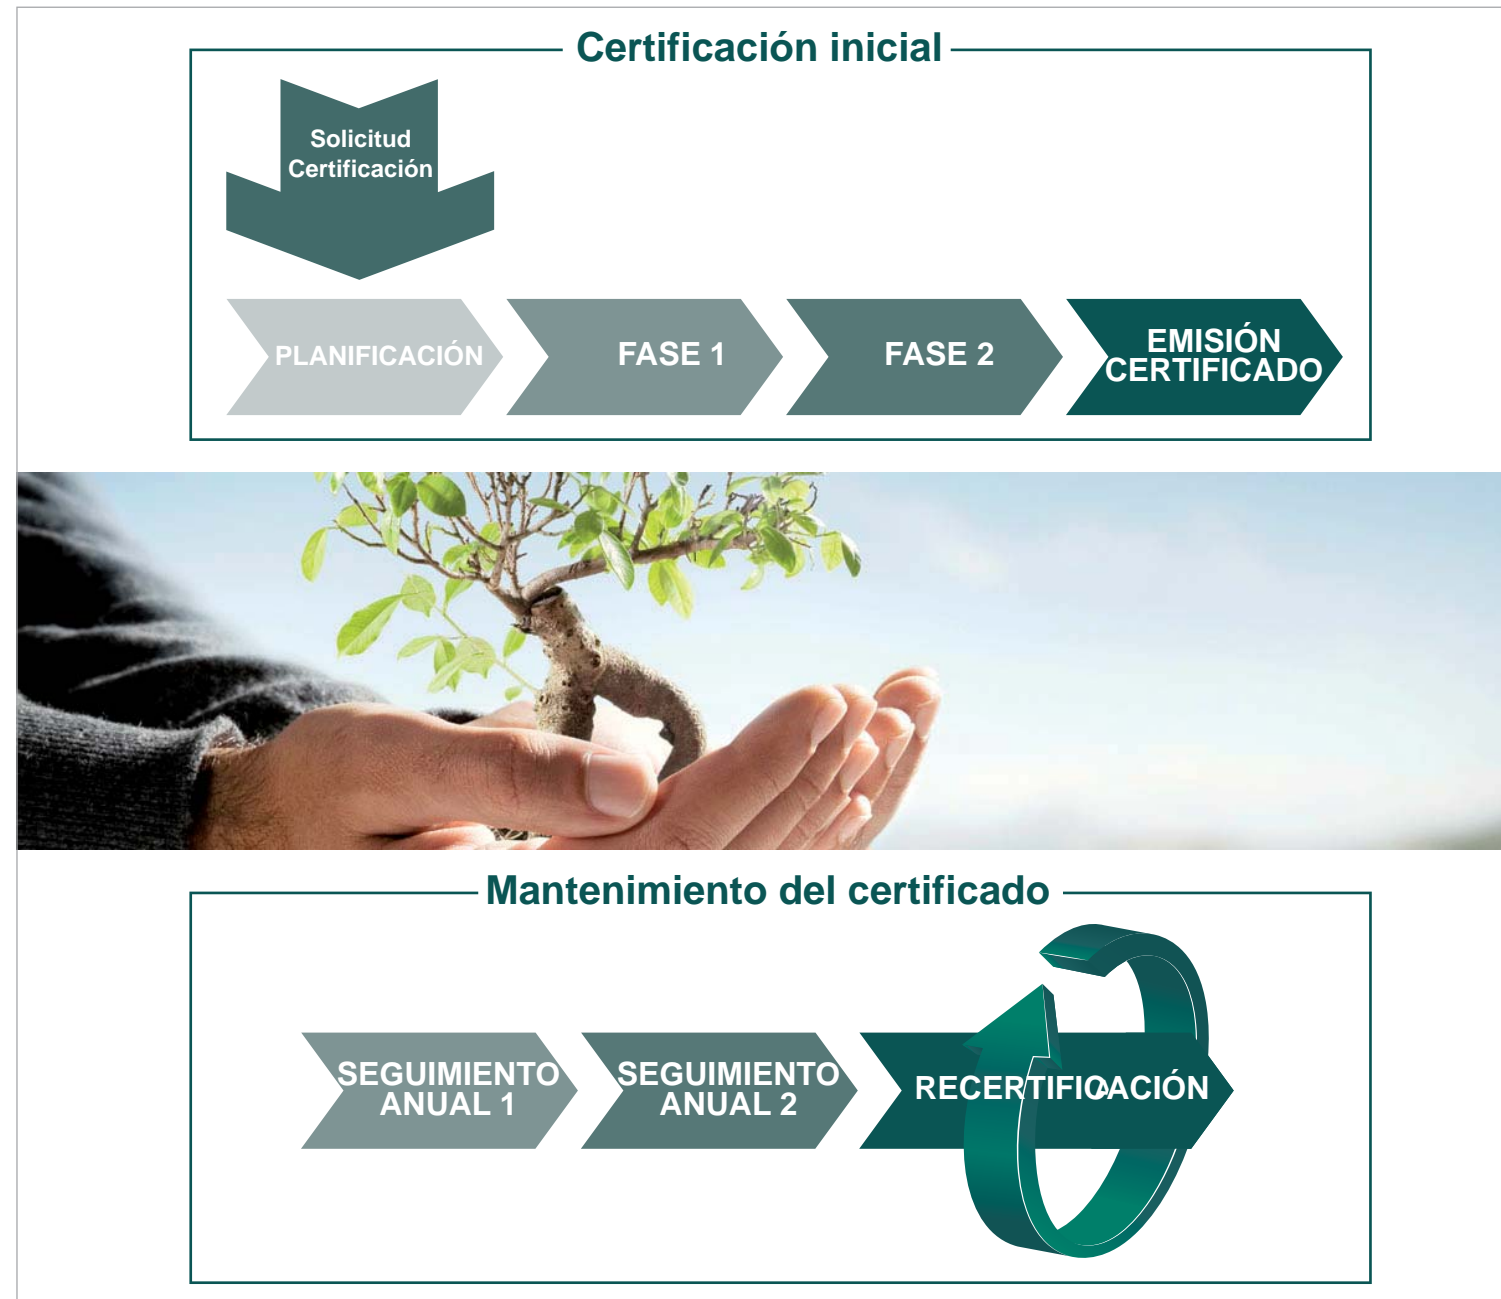 Certificación inicial
Solicitud
Certificación
PLANIFICACIÓN
FASE 1
FASE 2
EMISIÓN
CERTIFICADO
Mantenimiento del certificado
SEGUIMIENTO
ANUAL 1
SEGUIMIENTO
ANUAL 2
RECERTIFICACIÓN